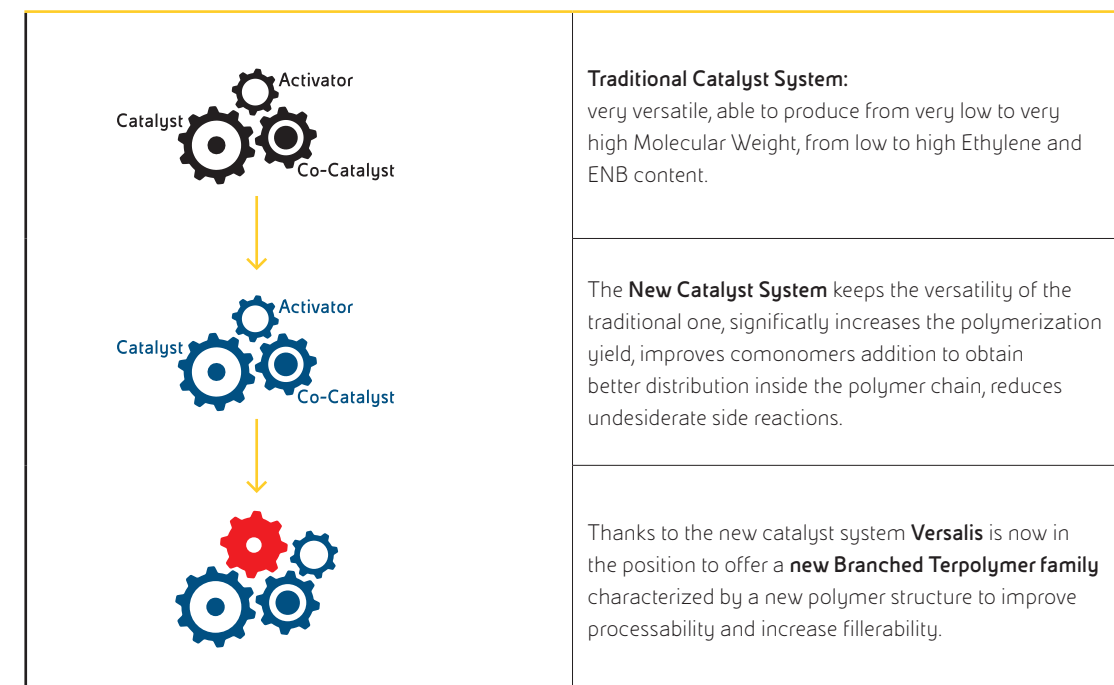 Activator
Catalyst
Co-Catalyst
Traditional Catalyst System:
very versatile, able to produce from very low to very
high Molecular Weight, from low to high Ethylene and
ENB content.
Activator
Catalyst
Co-Catalyst
The New Catalyst System keeps the versatility of the
traditional one, significatly increases the polymerization
yield, improves comonomers addition to obtain
better distribution inside the polymer chain, reduces
undesiderate side reactions.
Thanks to the new catalyst system Versalis is now in
the position to offer a new Branched Terpolymer family
characterized by a new polymer structure to improve
processability and increase fillerability.